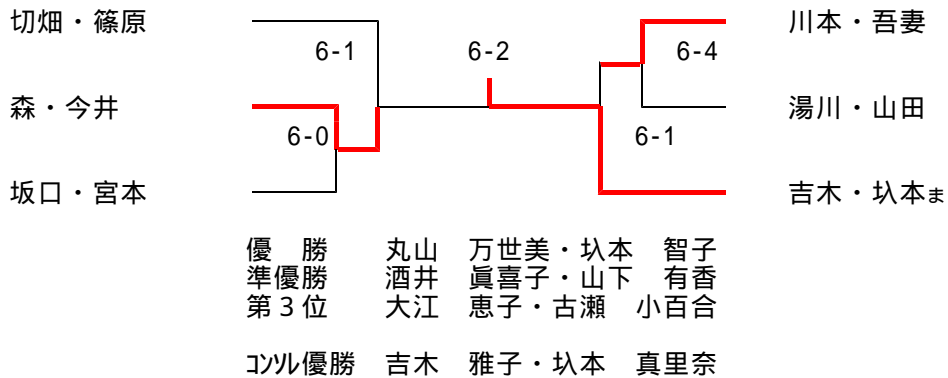 切畑・篠原
川本・吾妻
6-1
6-2
6-4
森・今井
湯川・山田
6-0
6-1
坂口・宮本
吉木・圦本ま
優　勝　　丸山　万世美・圦本　智子
準優勝　　酒井　眞喜子・山下　有香
第３位　　大江　恵子・古瀬　小百合
ｺﾝｿﾙ優勝　吉木　雅子・圦本　真里奈